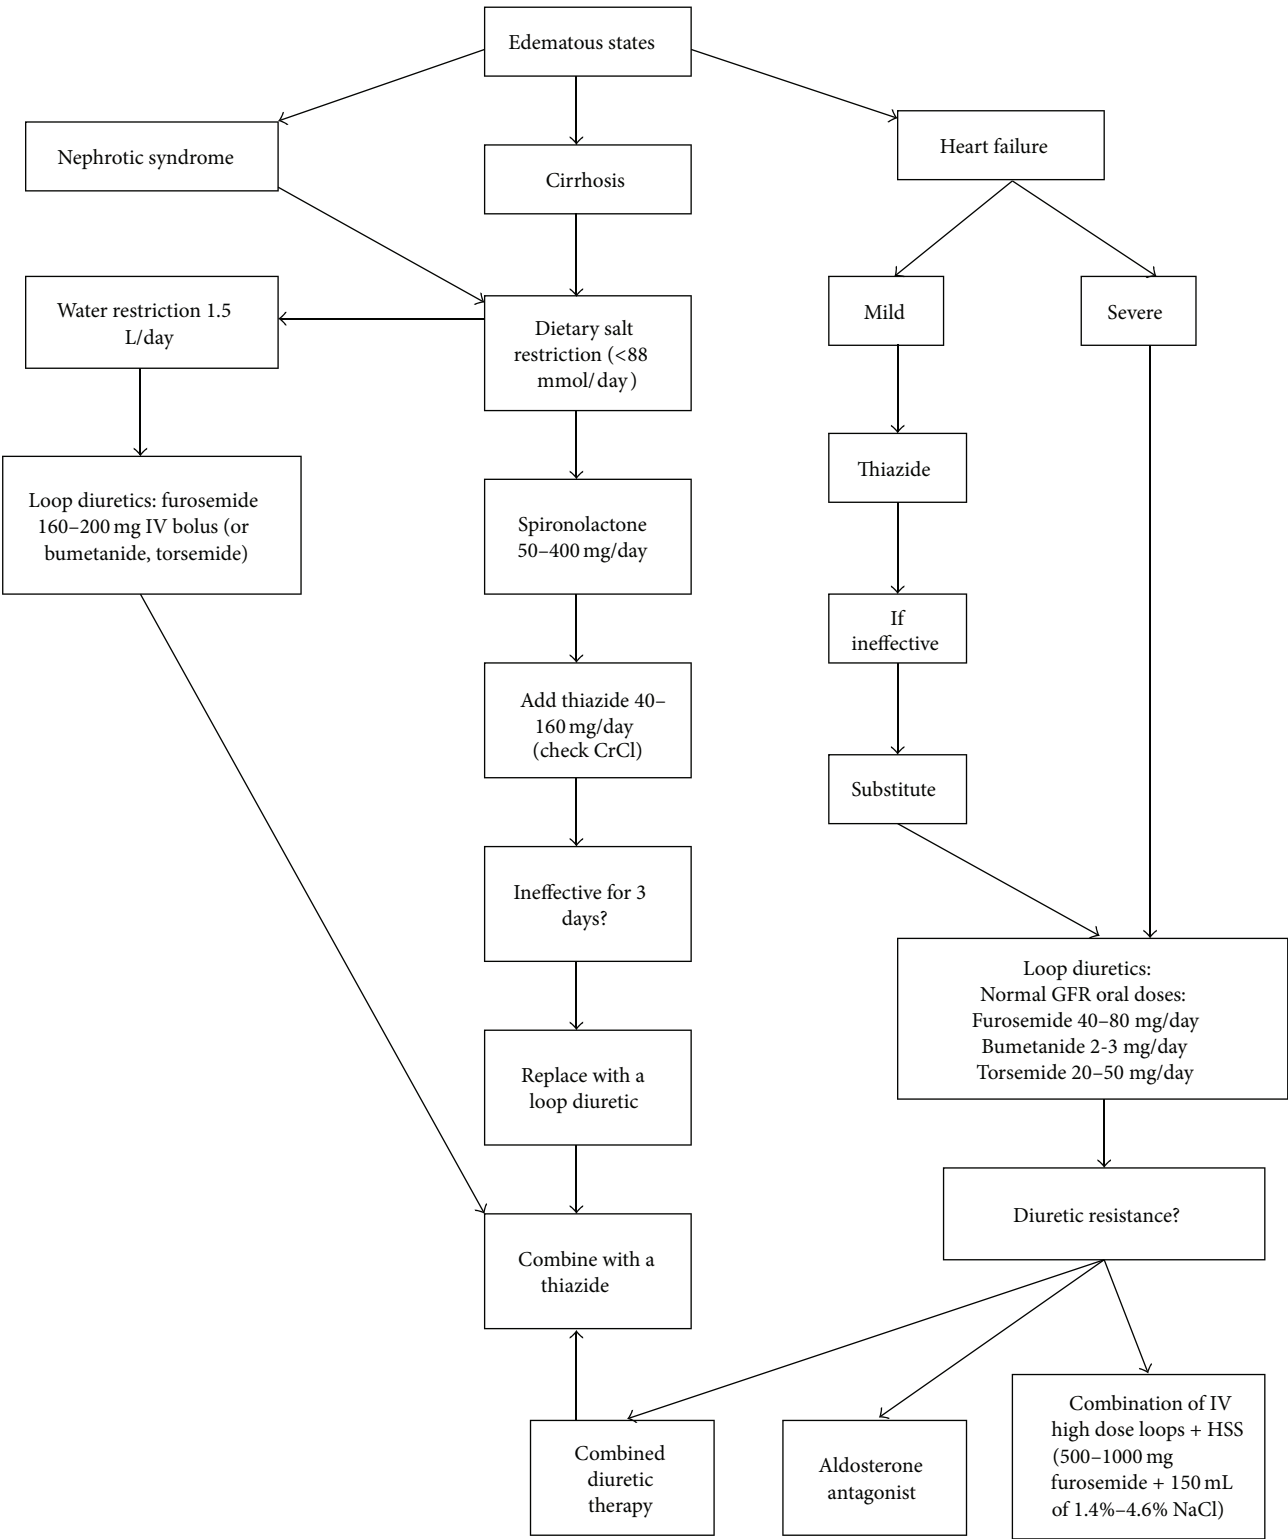 Edematous states
Nephrotic syndrome
Cirrhosis
Heart failure
Water restriction 1.5
L/day
Dietary salt
restriction (<88
mmol/day)
Mild
Severe
Loop diuretics: furosemide
160–200 mg IV bolus (or
bumetanide, torsemide)
Spironolactone
50–400 mg/day
Thiazide
If
ineffective
Add thiazide 40–
160 mg/day
(check CrCl)
Substitute
Ineffective for 3
days?
Replace with a
loop diuretic
Loop diuretics:
Normal GFR oral doses:
Furosemide 40–80 mg/day
Bumetanide 2-3 mg/day
Torsemide 20–50 mg/day
Combine with a
thiazide
Diuretic resistance?
Combined
diuretic
therapy
Aldosterone
antagonist
Combination of IV
high dose loops + HSS
(500–1000 mg
furosemide + 150 mL
of 1.4%–4.6% NaCl)